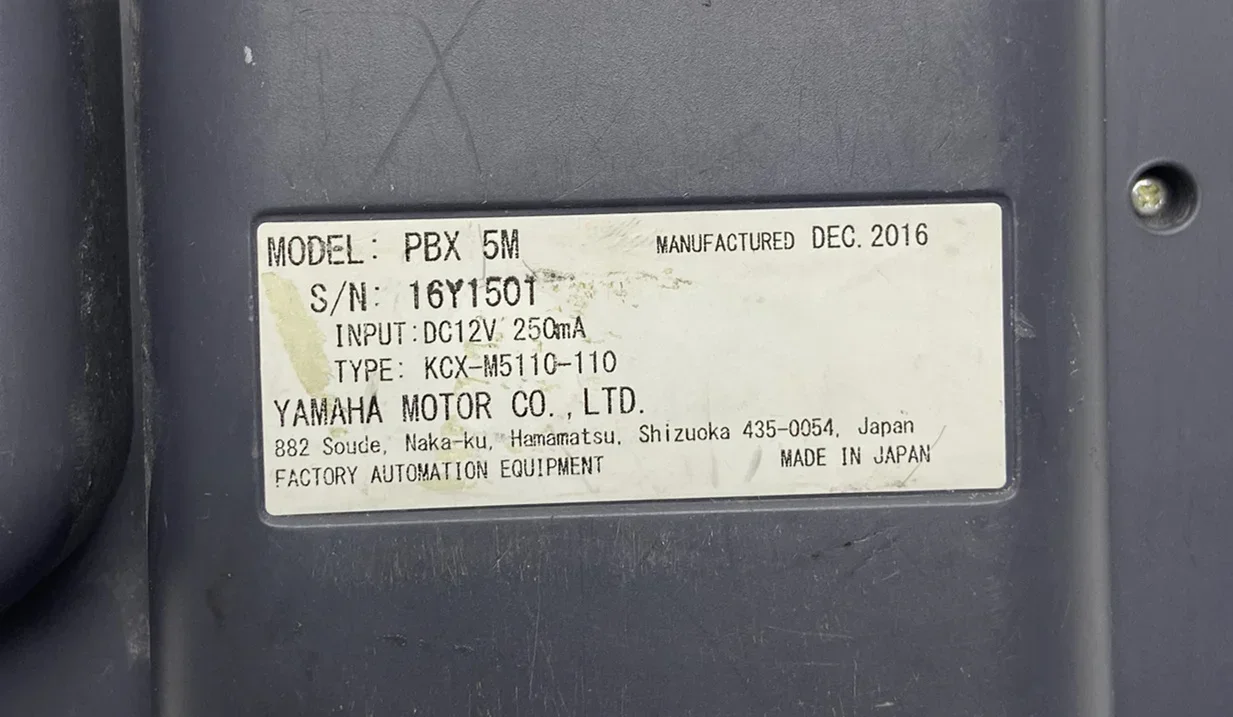 MODEL: PBX 5M MANUFACTURED DEC. 2016
S/N: 16Y1501
INPUT:DC12V 250mA
TYPE: KCX-M5110-110
YAMAHA MOTOR CO.,LTD.
882 Soude, Naka-ku, Hamamatsu, Shizuoka 435-0054, Japan
FACTORY AUTOMATION EQUIPMENT MADE IN JAPAN